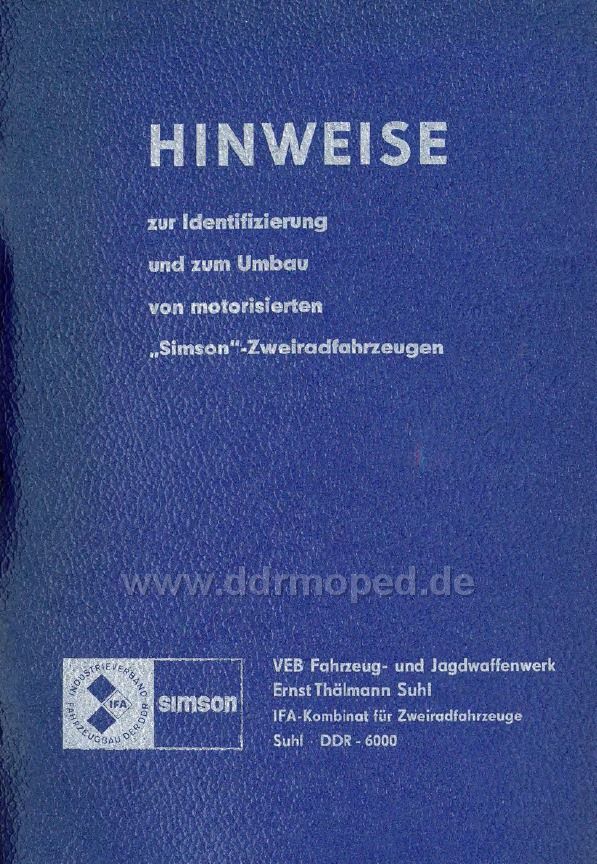 HINWEISE
zur Identifizierung
und zum Umbau
von motorisierten
„Simson“-Zweiradfahrzeugen
www.ddrmoped.de
INDUSTRIEVERBAND
FAHRZEUGBAU DER DDR
IFA
simson
VEB Fahrzeug- und Jagdwaffenwerk
Ernst Thälmann Suhl
IFA-Kombinat für Zweiradfahrzeuge
Suhl · DDR - 6000